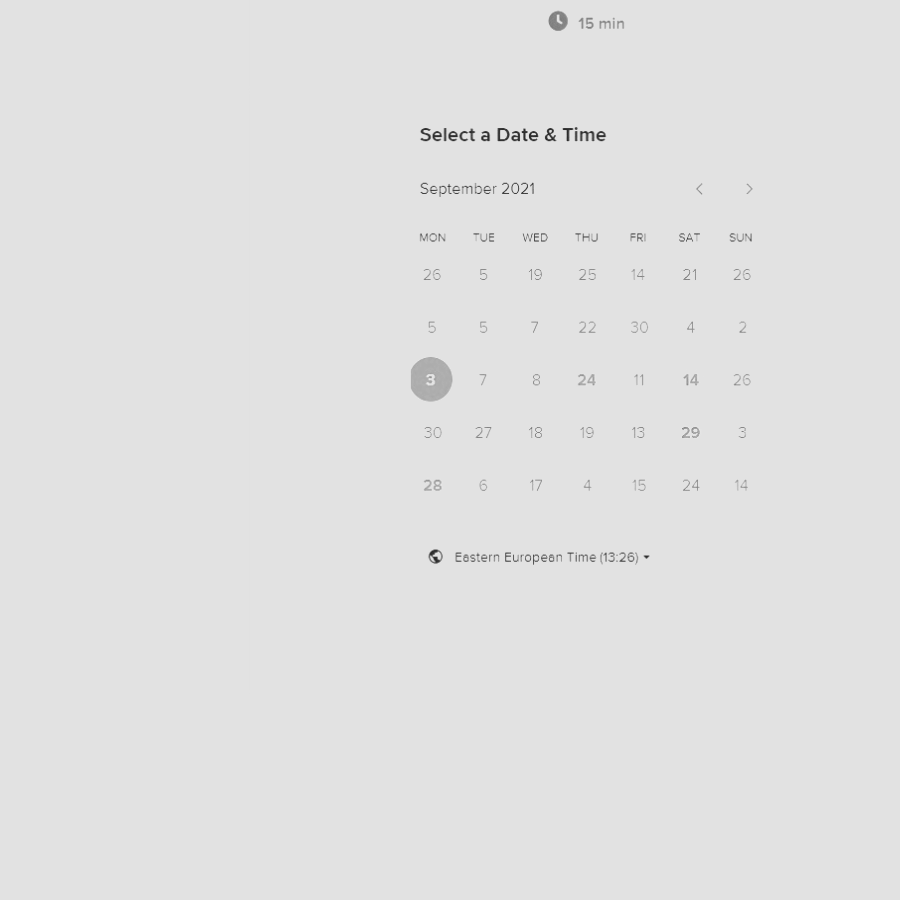 15 min
Select a Date & Time
September 2021
MON TUE WED THU FRI SAT SUN
26 5 19 25 14 21 26
5 5 7 22 30 4 2
3 7 8 24 11 14 26
30 27 18 19 13 29 3
28 6 17 4 15 24 14
Eastern European Time (13:26)